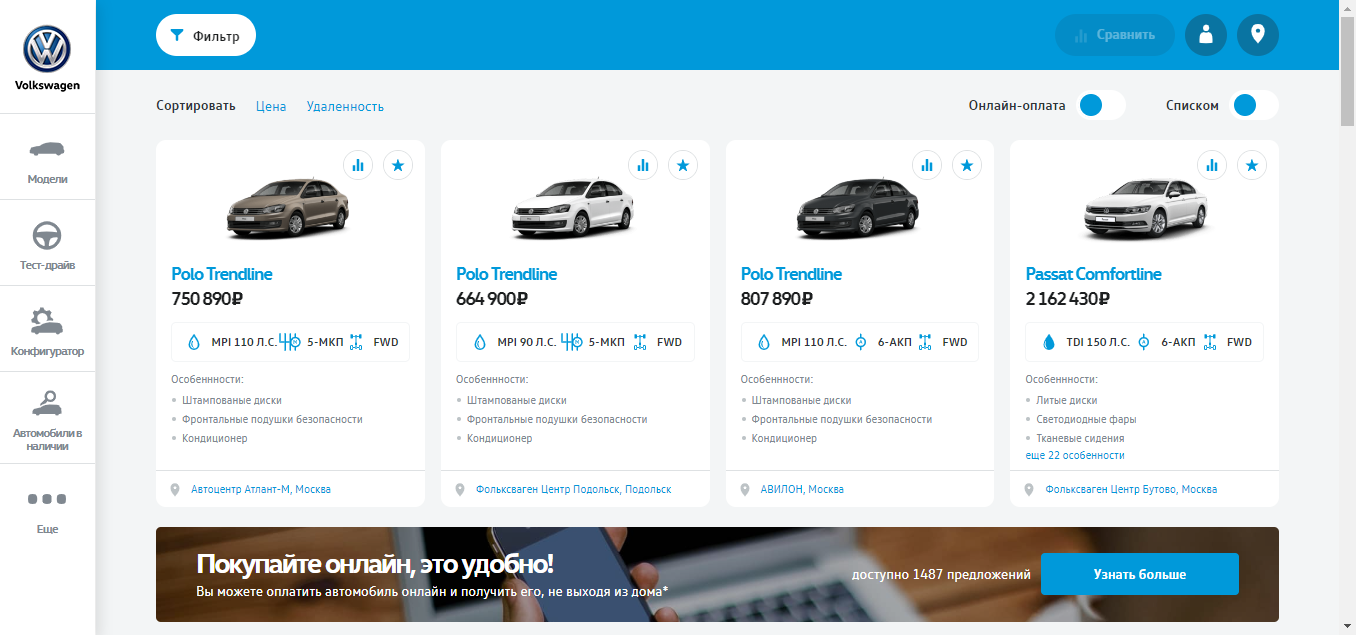 Volkswagen
Модели
Тест-драйв
Конфигуратор
Автомобили в
наличии
Еще
Фильтр
Сравнить
Сортировать Цена Удаленность
Онлайн-оплата Списком
Polo Trendline
750 890₽
MPI 110 Л.С. 5-МКП FWD
Особеннности:
Штампованые диски
Фронтальные подушки безопасности
Кондиционер
Автоцентр Атлант-М, Москва
Polo Trendline
664 900₽
MPI 90 Л.С. 5-МКП FWD
Особеннности:
Штампованые диски
Фронтальные подушки безопасности
Кондиционер
Фольксваген Центр Подольск, Подольск
Polo Trendline
807 890₽
MPI 110 Л.С. 6-АКП FWD
Особеннности:
Штампованые диски
Фронтальные подушки безопасности
Кондиционер
АВИЛОН, Москва
Passat Comfortline
2 162 430₽
TDI 150 Л.С. 6-АКП FWD
Особеннности:
Литые диски
Светодиодные фары
Тканевые сидения
еще 22 особенности
Фольксваген Центр Бутово, Москва
Покупайте онлайн, это удобно!
Вы можете оплатить автомобиль онлайн и получить его, не выходя из дома*
доступно 1487 предложений
Узнать больше